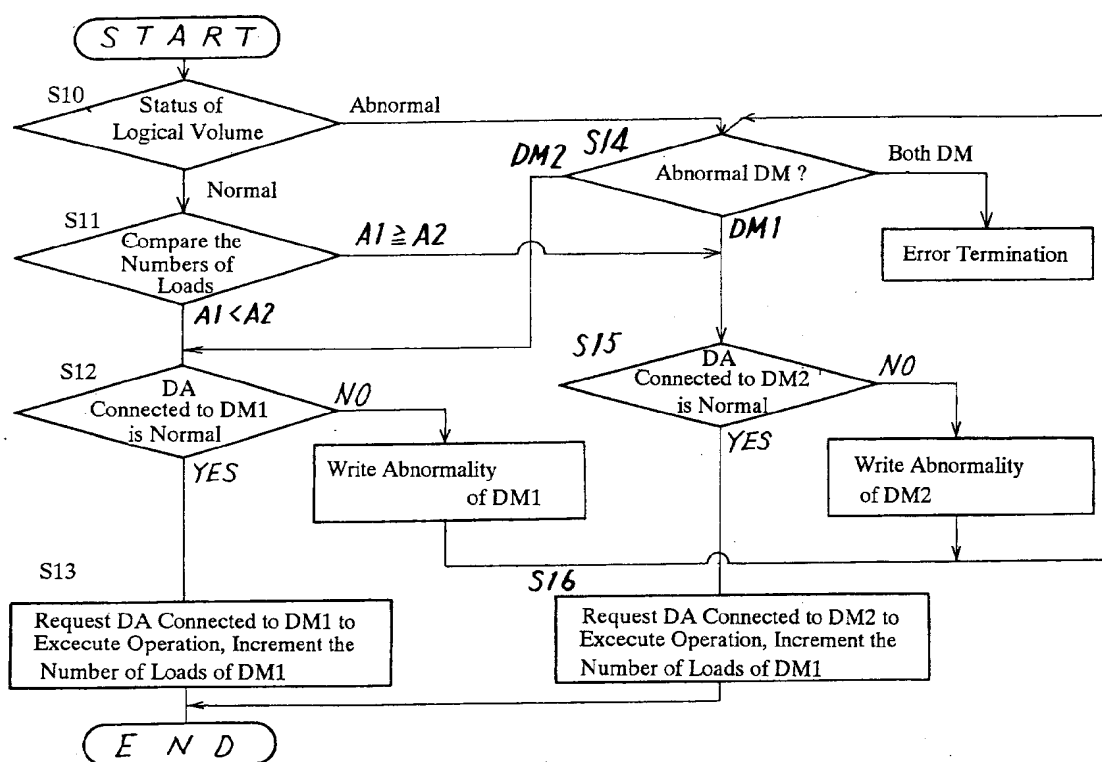 START
S10
Status of
Logical Volume
Abnormal
Normal
S11
Compare the
Numbers of
Loads
A1 ≧ A2
A1 < A2
DM2
S14
Abnormal DM ?
Both DM
DM1
Error Termination
S12
DA
Connected to DM1
is Normal
NO
YES
Write Abnormality
of DM1
S15
DA
Connected to DM2
is Normal
NO
YES
Write Abnormality
of DM2
S13
Request DA Connected to DM1 to
Excecute Operation, Increment the
Number of Loads of DM1
S16
Request DA Connected to DM2 to
Excecute Operation, Increment the
Number of Loads of DM1
END